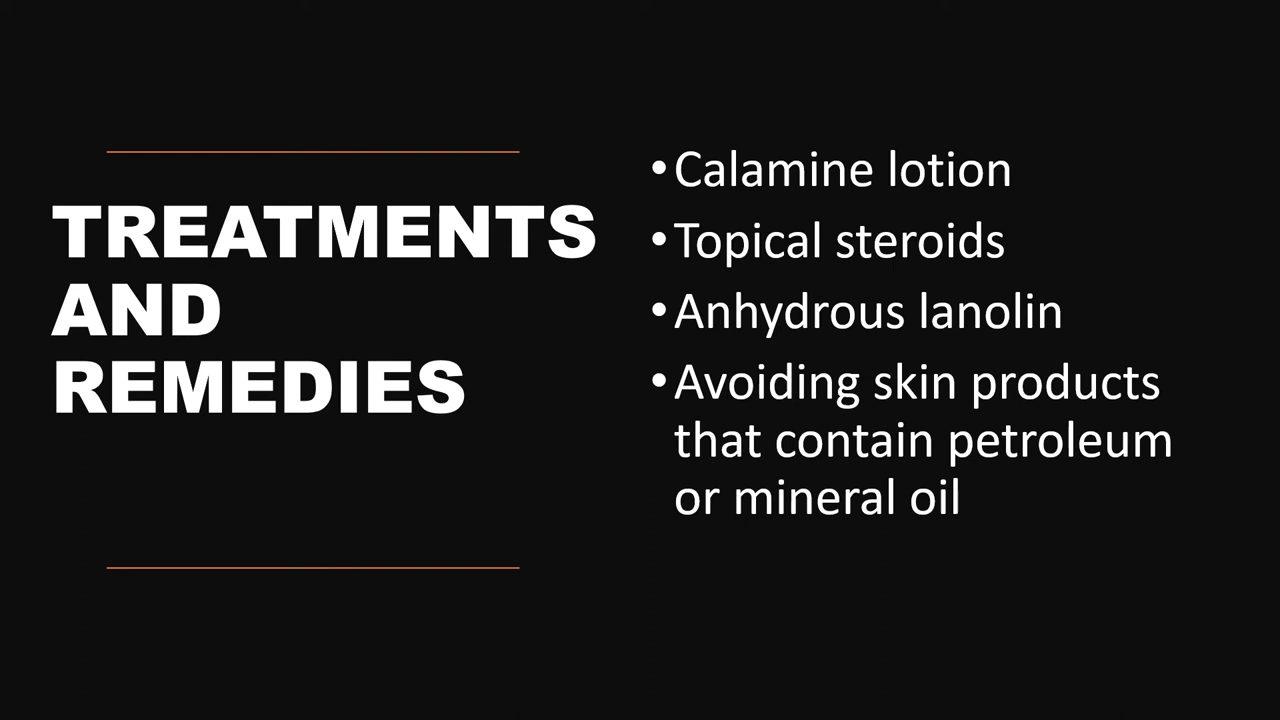 TREATMENTS
AND
REMEDIES
•Calamine lotion
•Topical steroids
•Anhydrous lanolin
•Avoiding skin products
that contain petroleum
or mineral oil